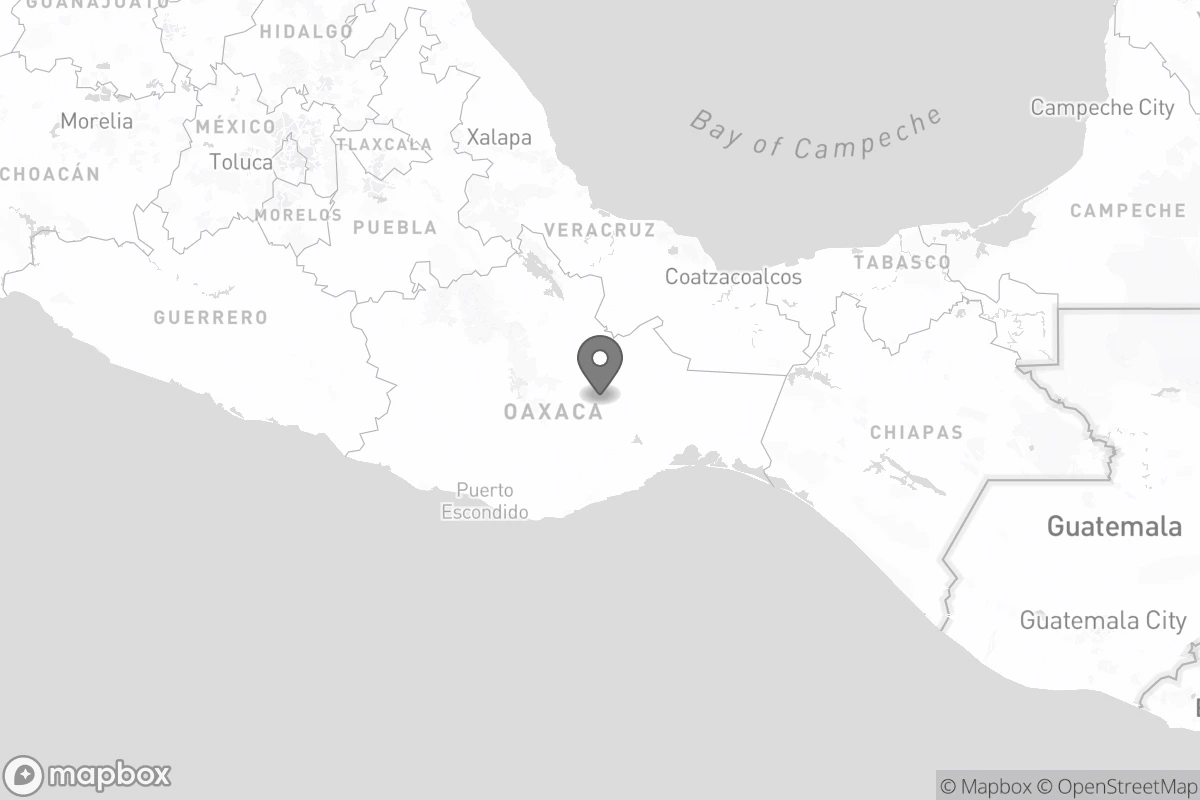 GUANAJUATO
HIDALGO
Campeche City
Morelia
MÉXICO
Bay of Campeche
Xalapa
TLAXCALA
Toluca
CHOACÁN
MORELOS
PUEBLA
VERACRUZ
CAMPECHE
TABASCO
Coatzacoalcos
GUERRERO
OAXACA
CHIAPAS
Puerto
Escondido
Guatemala
Guatemala City
mapbox
© Mapbox © OpenStreetMap